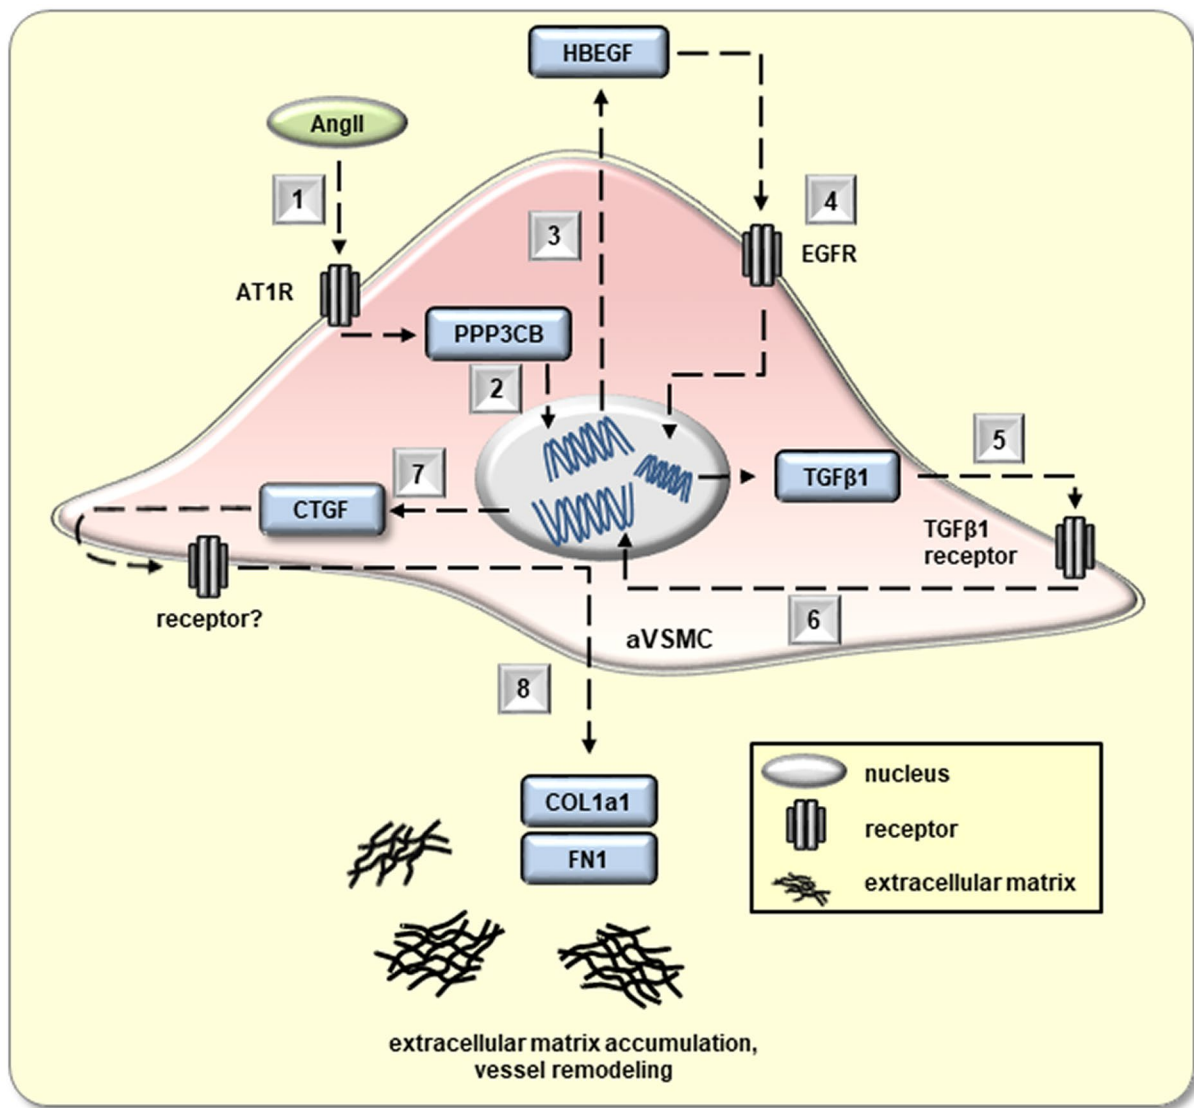 HBEGF
AngII
1
4
3
EGFR
AT1R
PPP3CB
2
5
7
TGFβ1
CTGF
TGFβ1
receptor
receptor?
6
aVSMC
8
nucleus
COL1a1
receptor
FN1
extracellular matrix
extracellular matrix accumulation,
vessel remodeling